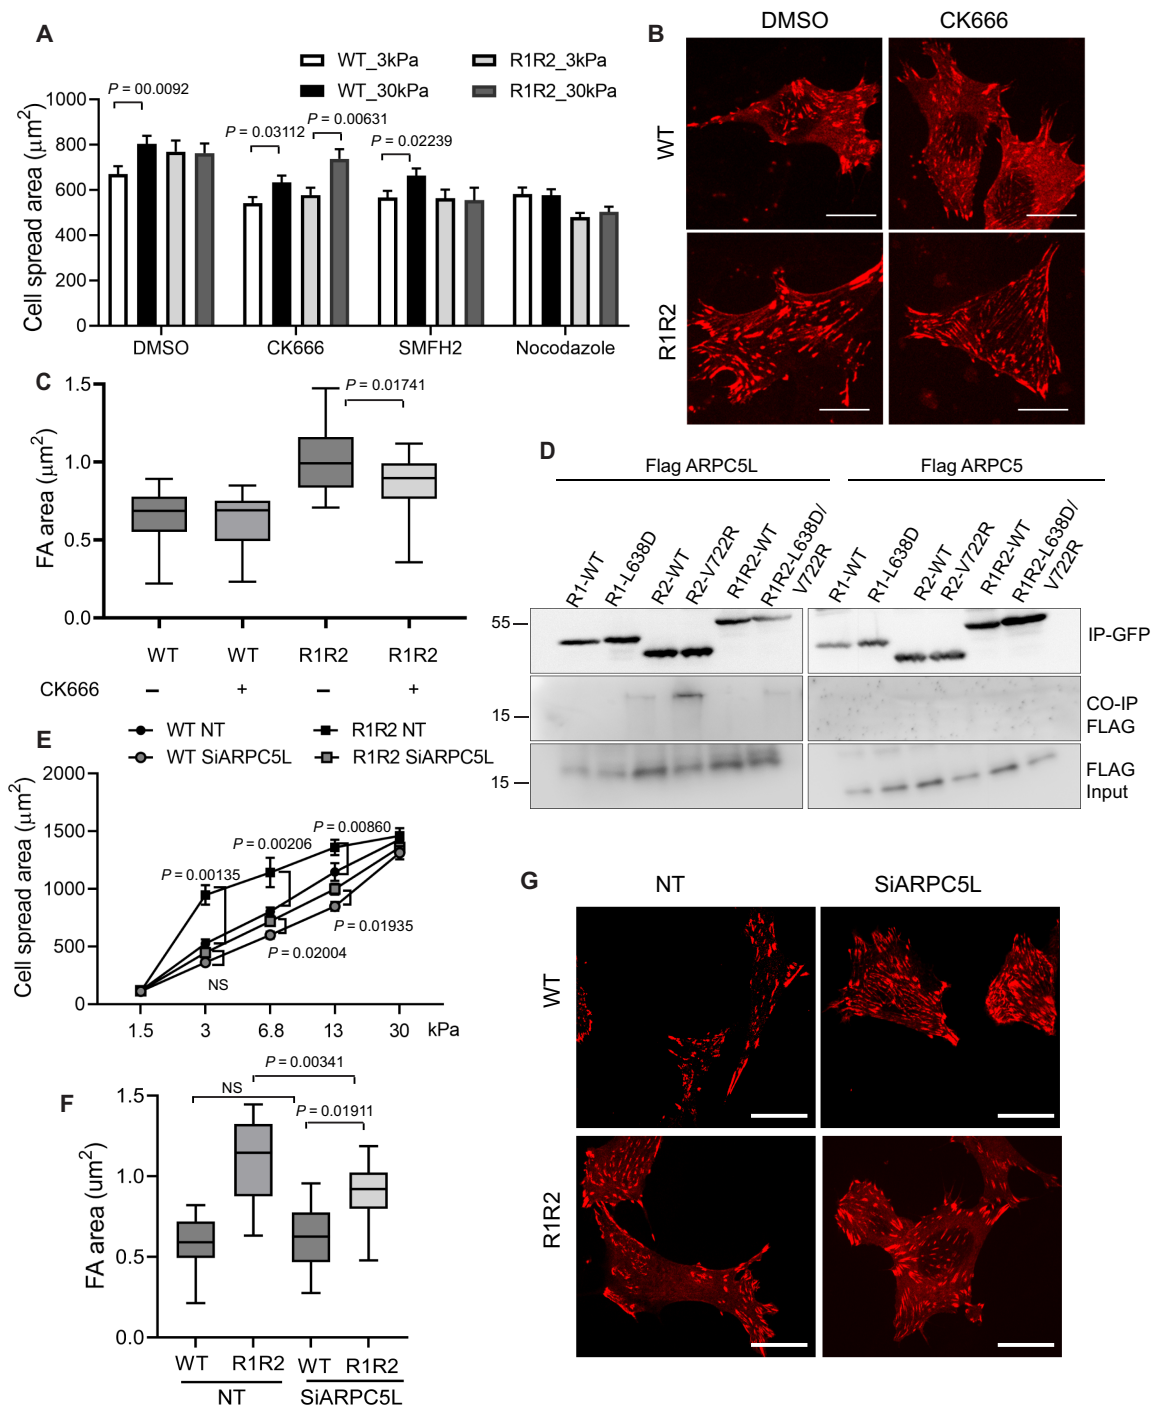 A
WT_3kPa
R1R2_3kPa
WT_30kPa
R1R2_30kPa
P = 00.0092
P = 0.03112
P = 0.00631
P = 0.02239
Cell spread area (μm2)
1000
800
600
400
200
0
DMSO
CK666
SMFH2
Nocodazole
B
DMSO
CK666
WT
R1R2
C
P = 0.01741
FA area (μm2)
1.5
1.0
0.5
0.0
WT
WT
R1R2
R1R2
CK666
–
+
–
+
D
Flag ARPC5L
Flag ARPC5
R1-WT
R1-L638D
R2-WT
R2-V722R
R1R2-WT
R1R2-L638D/
V722R
R1-WT
R1-L638D
R2-WT
R2-V722R
R1R2-WT
R1R2-L638D/
V722R
55
IP-GFP
15
CO-IP
FLAG
15
FLAG
Input
E
WT NT
R1R2 NT
WT SiARPC5L
R1R2 SiARPC5L
Cell spread area (μm2)
2000
1500
1000
500
0
P = 0.00135
P = 0.00206
P = 0.00860
P = 0.01935
P = 0.02004
NS
1.5
3
6.8
13
30
kPa
F
P = 0.00341
NS
P = 0.01911
FA area (um2)
1.5
1.0
0.5
0.0
WT
R1R2
WT
R1R2
NT
SiARPC5L
G
NT
SiARPC5L
WT
R1R2